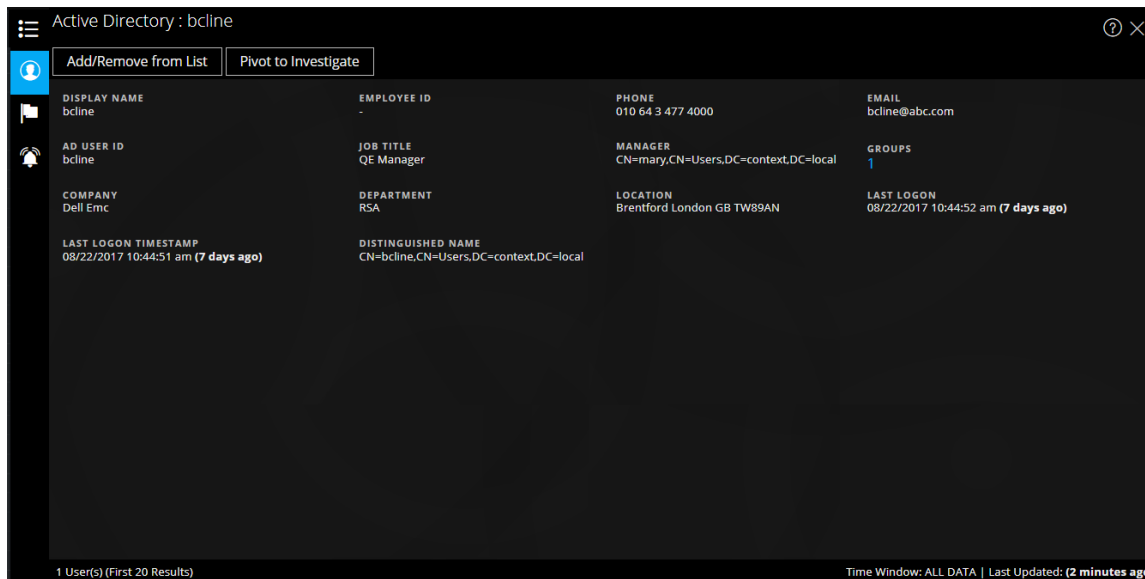 Active Directory : bcline
Add/Remove from List Pivot to Investigate
DISPLAY NAME EMPLOYEE ID PHONE EMAIL
bcline - 010 64 3 477 4000 bcline@abc.com
AD USER ID JOB TITLE MANAGER GROUPS
bcline QE Manager CN=mary,CN=Users,DC=context,DC=local 1
COMPANY DEPARTMENT LOCATION LAST LOGON
Dell Emc RSA Brentford London GB TW89AN 08/22/2017 10:44:52 am (7 days ago)
LAST LOGON TIMESTAMP DISTINGUISHED NAME
08/22/2017 10:44:51 am (7 days ago) CN=bcline,CN=Users,DC=context,DC=local
1 User(s) (First 20 Results) Time Window: ALL DATA | Last Updated: (2 minutes ago